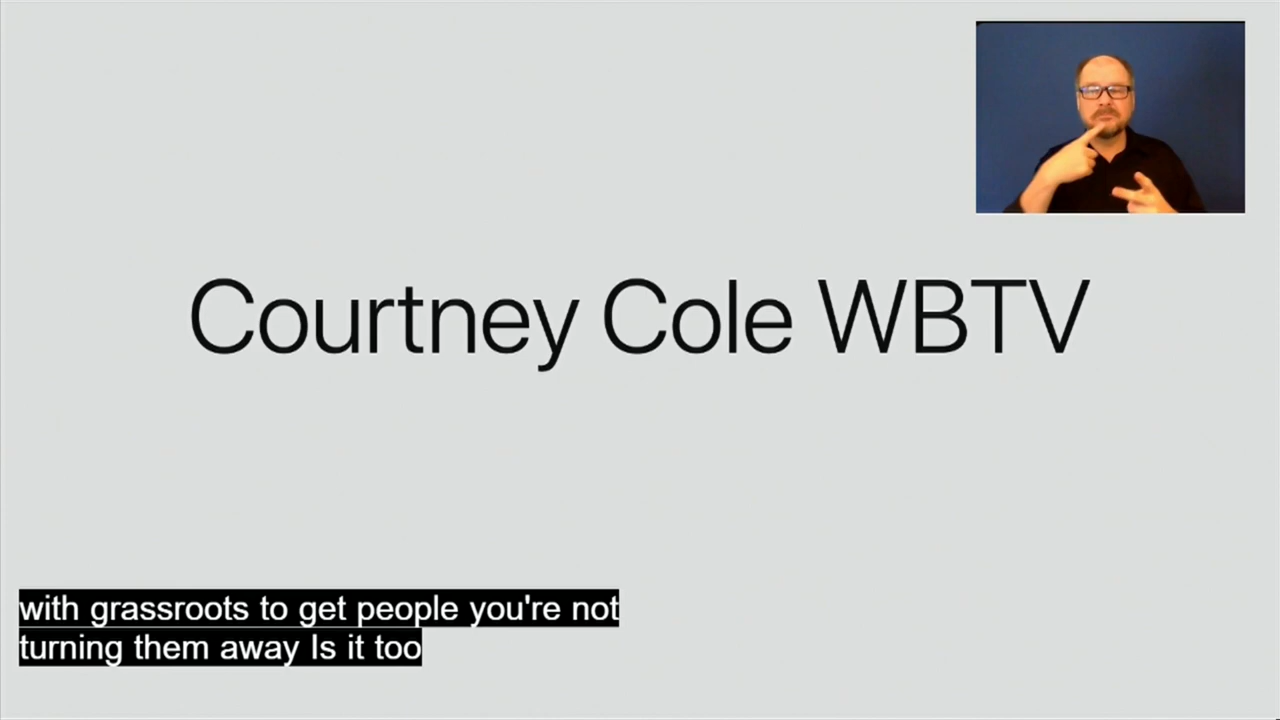 Courtney Cole WBTV
with grassroots to get people you're not
turning them away Is it too